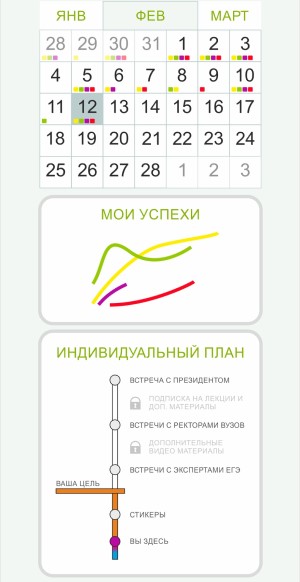 ЯНВ ФЕВ МАРТ
28 29 30 31 1 2 3
4 5 6 7 8 9 10
11 12 13 14 15 16 17
18 19 20 21 22 23 24
25 26 27 28 1 2 3
МОИ УСПЕХИ
ИНДИВИДУАЛЬНЫЙ ПЛАН
ВСТРЕЧА С ПРЕЗИДЕНТОМ
ПОДПИСКА НА ЛЕКЦИИ И
ДОП. МАТЕРИАЛЫ
ВСТРЕЧИ С РЕКТОРАМИ ВУЗОВ
ДОПОЛНИТЕЛЬНЫЕ
ВИДЕО МАТЕРИАЛЫ
ВСТРЕЧИ С ЭКСПЕРТАМИ ЕГЭ
ВАША ЦЕЛЬ
СТИКЕРЫ
ВЫ ЗДЕСЬ